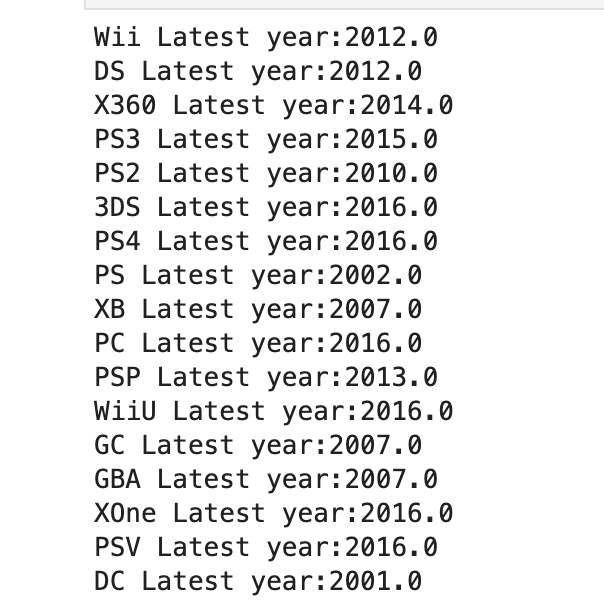 Wii Latest year:2012.0
DS Latest year:2012.0
X360 Latest year:2014.0
PS3 Latest year:2015.0
PS2 Latest year:2010.0
3DS Latest year:2016.0
PS4 Latest year:2016.0
PS Latest year:2002.0
XB Latest year:2007.0
PC Latest year:2016.0
PSP Latest year:2013.0
WiiU Latest year:2016.0
GC Latest year:2007.0
GBA Latest year:2007.0
XOne Latest year:2016.0
PSV Latest year:2016.0
DC Latest year:2001.0